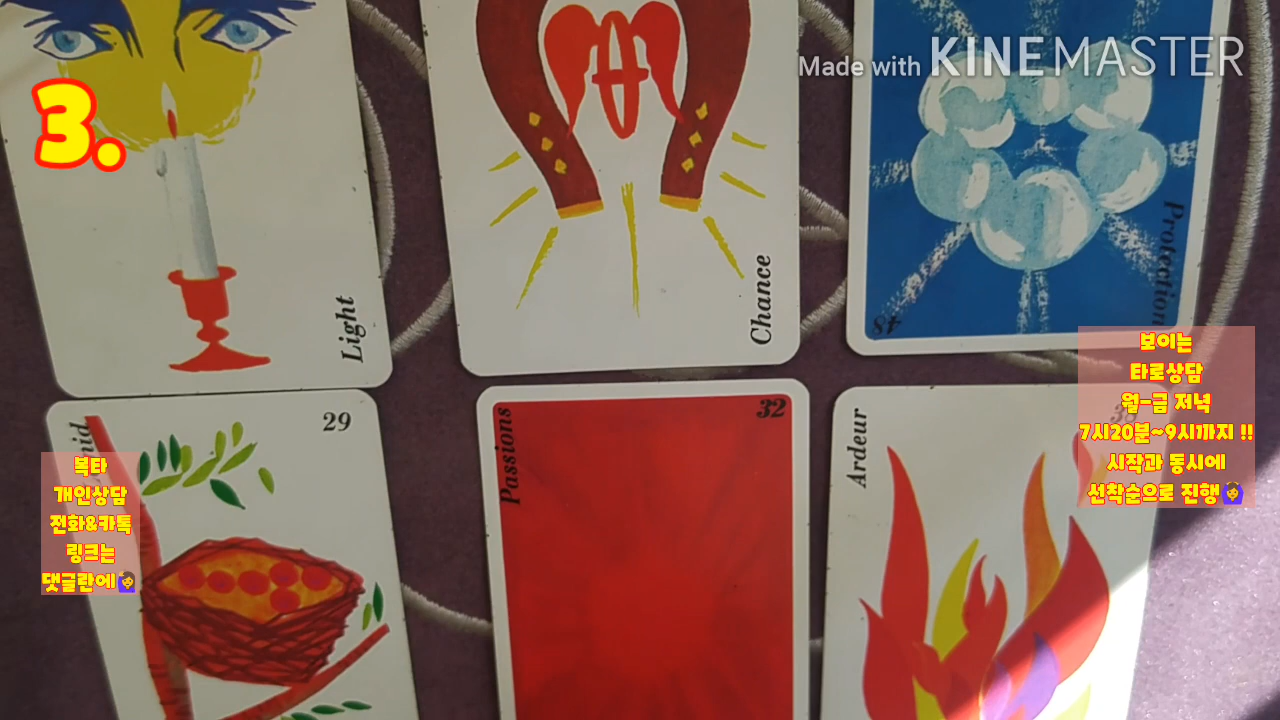 Made with KINEMASTER
3.
Light
Chance
Protection
48
보이는
타로상담
월-금 저녁
7시20분~9시까지 !!
시작과 동시에
선착순으로 진행🙆‍♀️
29
Passions
32
Ardeur
복타
개인상담
전화&카톡
링크는
댓글란에🙋‍♀️